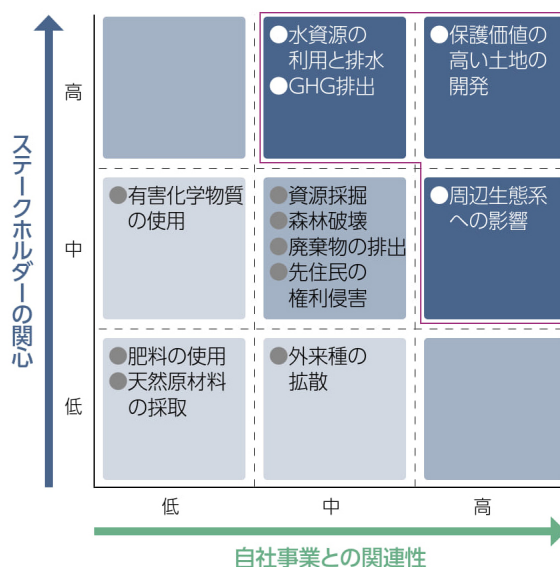 ステークホルダーの関心
高
中
低
●水資源の
利用と排水
●GHG排出
●保護価値の
高い土地の
開発
●有害化学物質
の使用
●資源採掘
●森林破壊
●廃棄物の排出
●先住民の
権利侵害
●周辺生態系
への影響
●肥料の使用
●天然原材料
の採取
●外来種の
拡散
低
中
高
自社事業との関連性